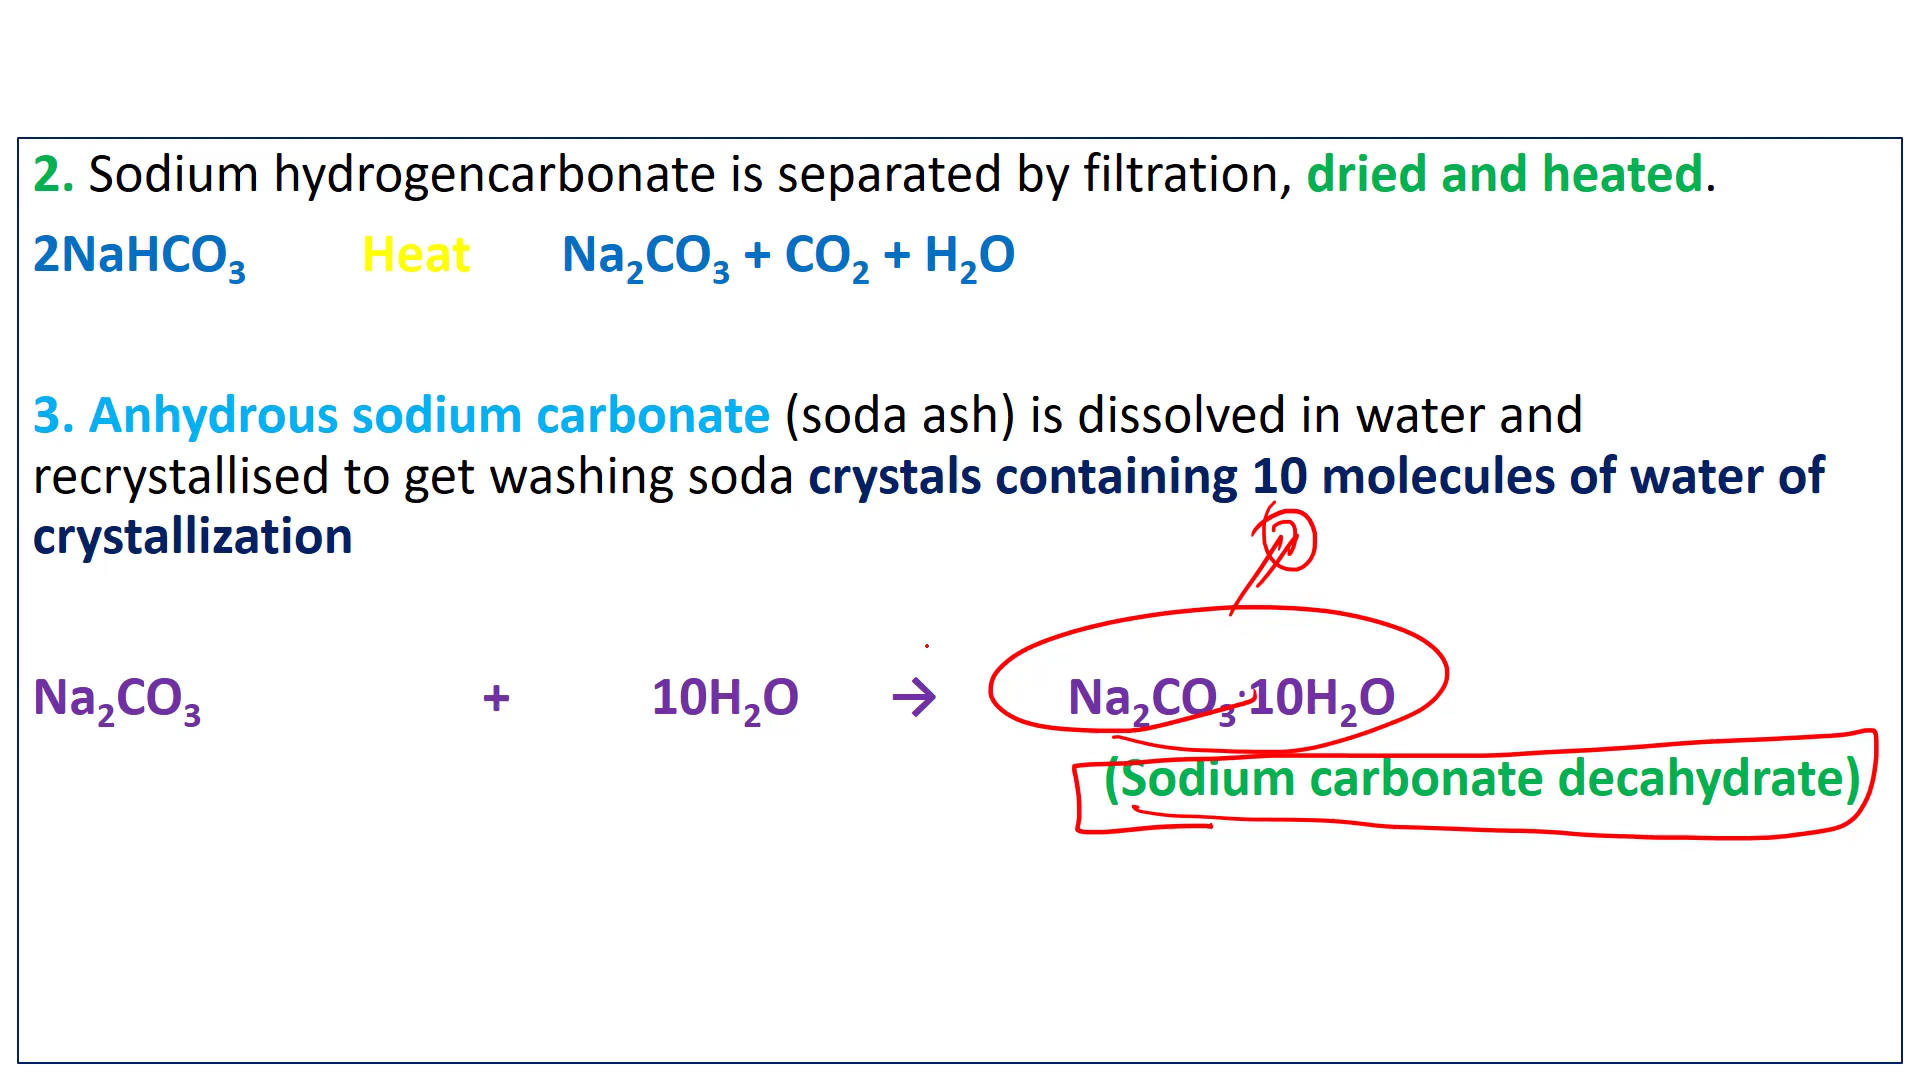 2. Sodium hydrogencarbonate is separated by filtration, dried and heated.
2NaHCO₃ Heat Na₂CO₃ + CO₂ + H₂O
3. Anhydrous sodium carbonate (soda ash) is dissolved in water and
recrystallised to get washing soda crystals containing 10 molecules of water of
crystallization
Na₂CO₃ + 10H₂O → Na₂CO₃·10H₂O
(Sodium carbonate decahydrate)